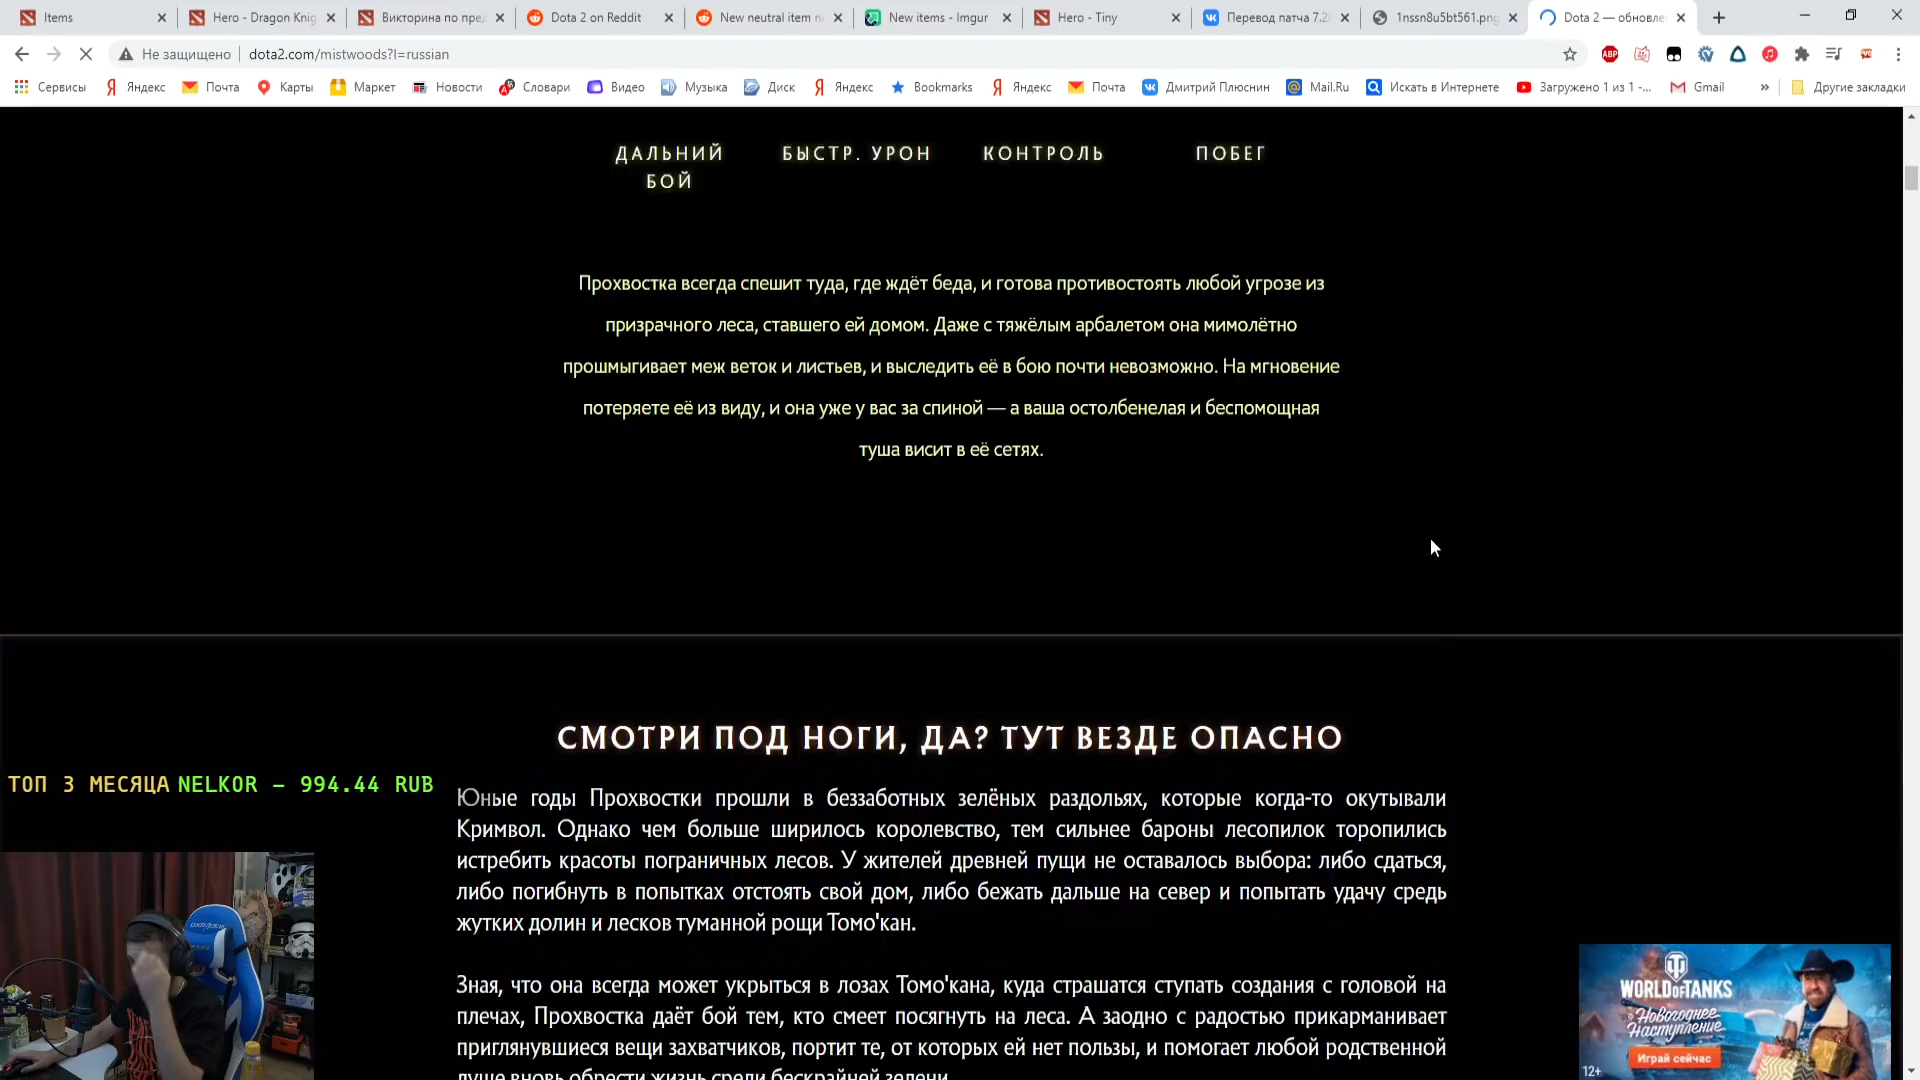 Items
Hero - Dragon Knig
Викторина по пред
Dota 2 on Reddit
New neutral item n
New items - Imgur
Hero - Tiny
Перевод патча 7.2
1nssn8u5bt561.png
Dota 2 — обновле
Не защищено
dota2.com/mistwoods?l=russian
Сервисы
Яндекс
Почта
Карты
Маркет
Новости
Словари
Видео
Музыка
Диск
Яндекс
Bookmarks
Яндекс
Почта
Дмитрий Плюснин
Mail.Ru
Искать в Интернете
Загружено 1 из 1 -...
Gmail
»
Другие закладки
ДАЛЬНИЙ БОЙ
БЫСТР. УРОН
КОНТРОЛЬ
ПОБЕГ
Прохвостка всегда спешит туда, где ждёт беда, и готова противостоять любой угрозе из
призрачного леса, ставшего ей домом. Даже с тяжёлым арбалетом она мимолётно
прошмыгивает меж веток и листьев, и выследить её в бою почти невозможно. На мгновение
потеряете её из виду, и она уже у вас за спиной — а ваша остолбенелая и беспомощная
туша висит в её сетях.
СМОТРИ ПОД НОГИ, ДА? ТУТ ВЕЗДЕ ОПАСНО
ТОП 3 МЕСЯЦА NELKOR — 994.44 RUB
Юные годы Прохвостки прошли в беззаботных зелёных раздольях, которые когда-то окутывали
Кримвол. Однако чем больше ширилось королевство, тем сильнее бароны лесопилок торопились
истребить красоты пограничных лесов. У жителей древней пущи не оставалось выбора: либо сдаться,
либо погибнуть в попытках отстоять свой дом, либо бежать дальше на север и попытать удачу средь
жутких долин и лесков туманной рощи Томо'кан.
Зная, что она всегда может укрыться в лозах Томо'кана, куда страшатся ступать создания с головой на
плечах, Прохвостка даёт бой тем, кто смеет посягнуть на леса. А заодно с радостью прикарманивает
приглянувшиеся вещи захватчиков, портит те, от которых ей нет пользы, и помогает любой родственной
душе вновь обрести жизнь среди бескрайней зелени.
WORLD OF TANKS
Новогоднее
Наступление
Играй сейчас
12+